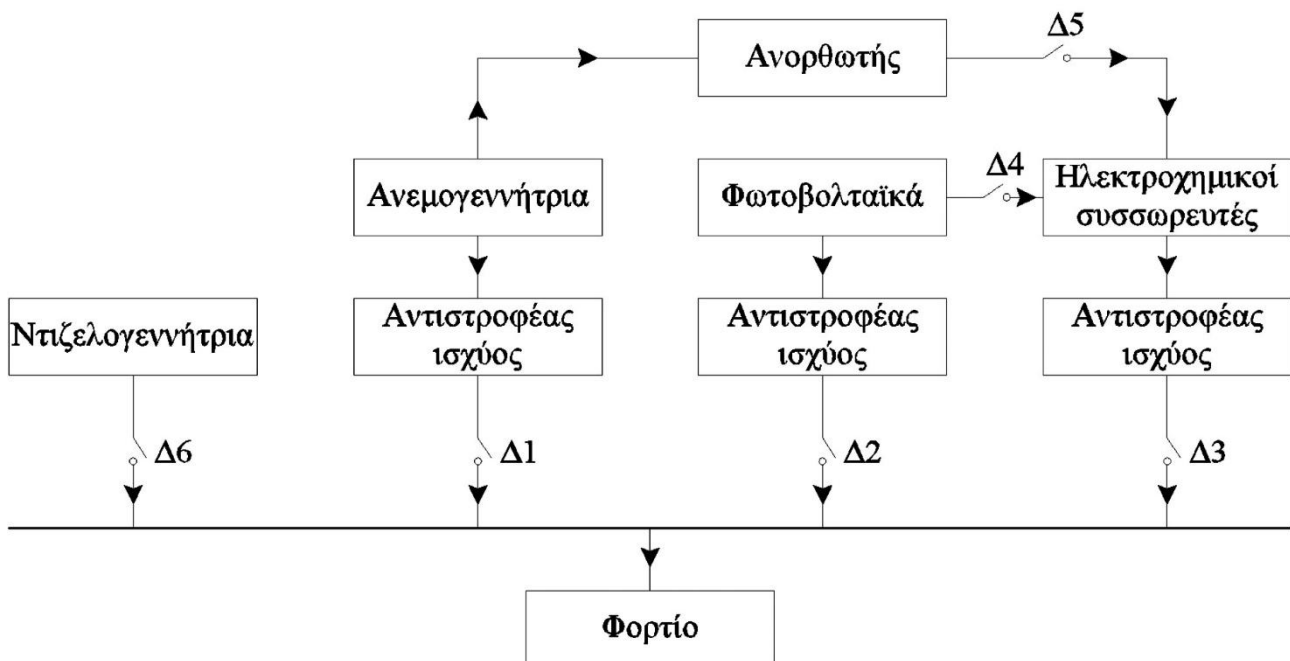 Δ5
Ανορθωτής
Δ4
Ανεμογεννήτρια
Φωτοβολταϊκά
Ηλεκτροχημικοί
συσσωρευτές
Ντιζελογεννήτρια
Αντιστροφέας
ισχύος
Αντιστροφέας
ισχύος
Αντιστροφέας
ισχύος
Δ6
Δ1
Δ2
Δ3
Φορτίο